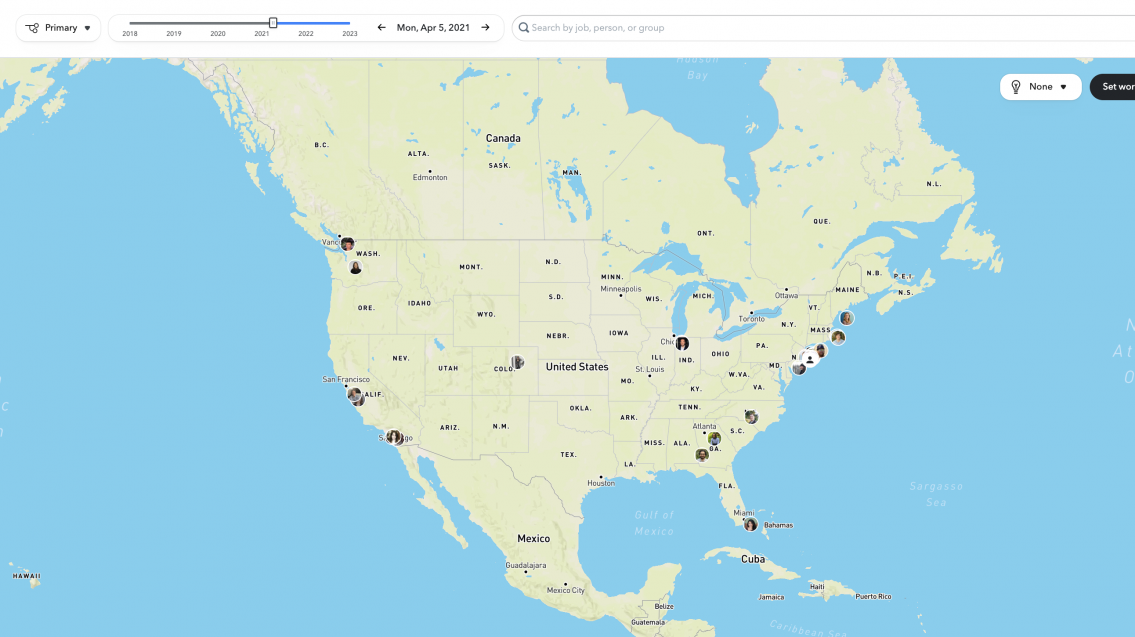 Primary
2018 2019 2020 2021 2022 2023
Mon, Apr 5, 2021
Search by job, person, or group
Hudson
Bay
None
Set wor
B.C.
ALTA.
Edmonton
Canada
SASK.
MAN.
ONT.
QUE.
N.L.
Vanc
WASH.
MONT.
N.D.
MINN.
Minneapolis
WIS.
MICH.
Ottawa
N.B.
P.E.I.
N.S.
MAINE
VT.
ORE.
IDAHO
WYO.
S.D.
Toronto
N.Y.
MASS
NEBR.
IOWA
Chic
ILL.
IND.
OHIO
PA.
N
MD.
NEV.
UTAH
COLO.
United States
St. Louis
MO.
W.VA.
VA.
KY.
San Francisco
ALIF.
ARIZ.
N.M.
OKLA.
ARK.
TENN.
Atlanta
S.C.
S
go
TEX.
MISS.
ALA.
GA.
LA.
Houston
FLA.
Miami
Bahamas
Gulf of
Mexico
Sargasso
Sea
N
At
O
c
Mexico
Guadalajara
Mexico City
Cuba
Haiti
Puerto Rico
Jamaica
Belize
Guatemala
Caribbean Sea
HAWAII